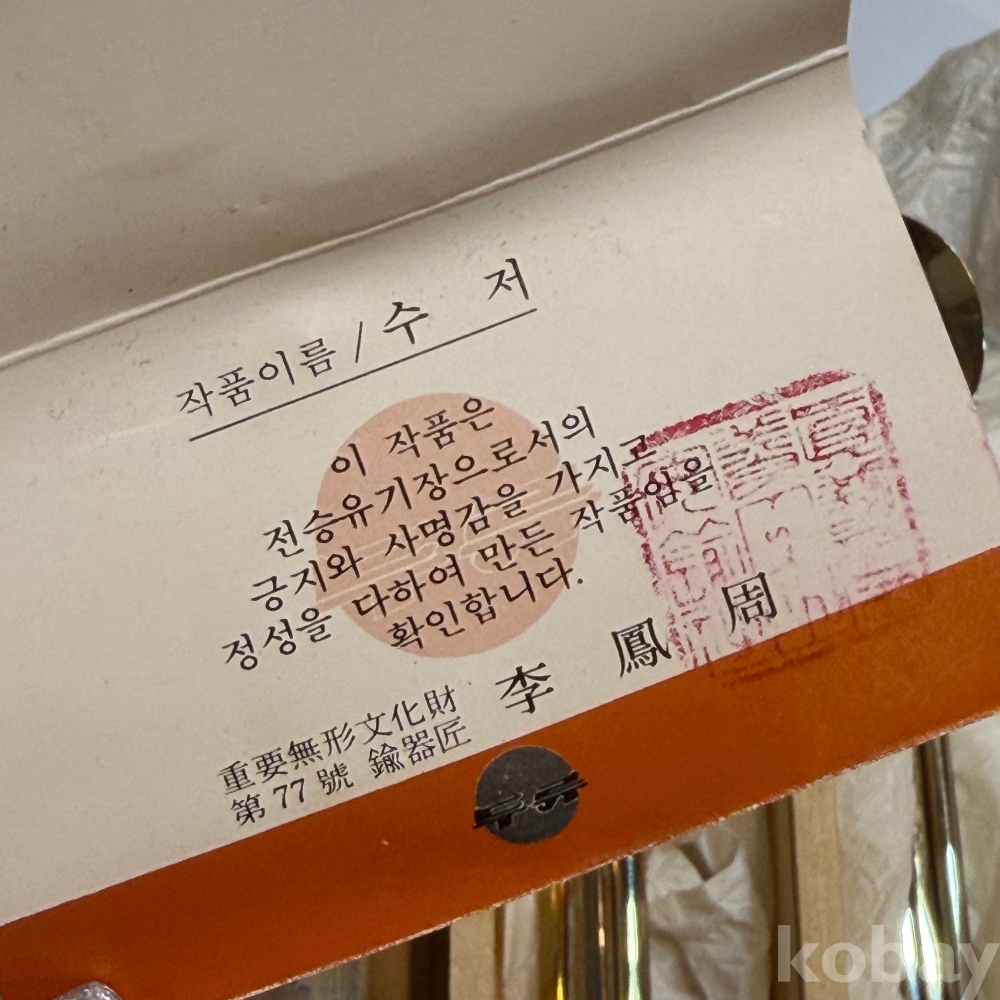 작품이름 / 수 저
이 작품은
전승유기장으로서의
긍지와 사명감을 가지고
정성을 다하여 만든 작품임을
확인합니다.
重要無形文化財
第 77 號 鍮器匠
李 鳳 周
kobay